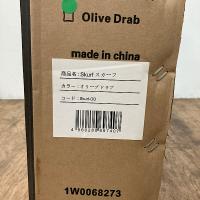 Olive Drab
made in china
商品名：Skurf スカーフ
カラー：オリーブドラブ
1W0068273